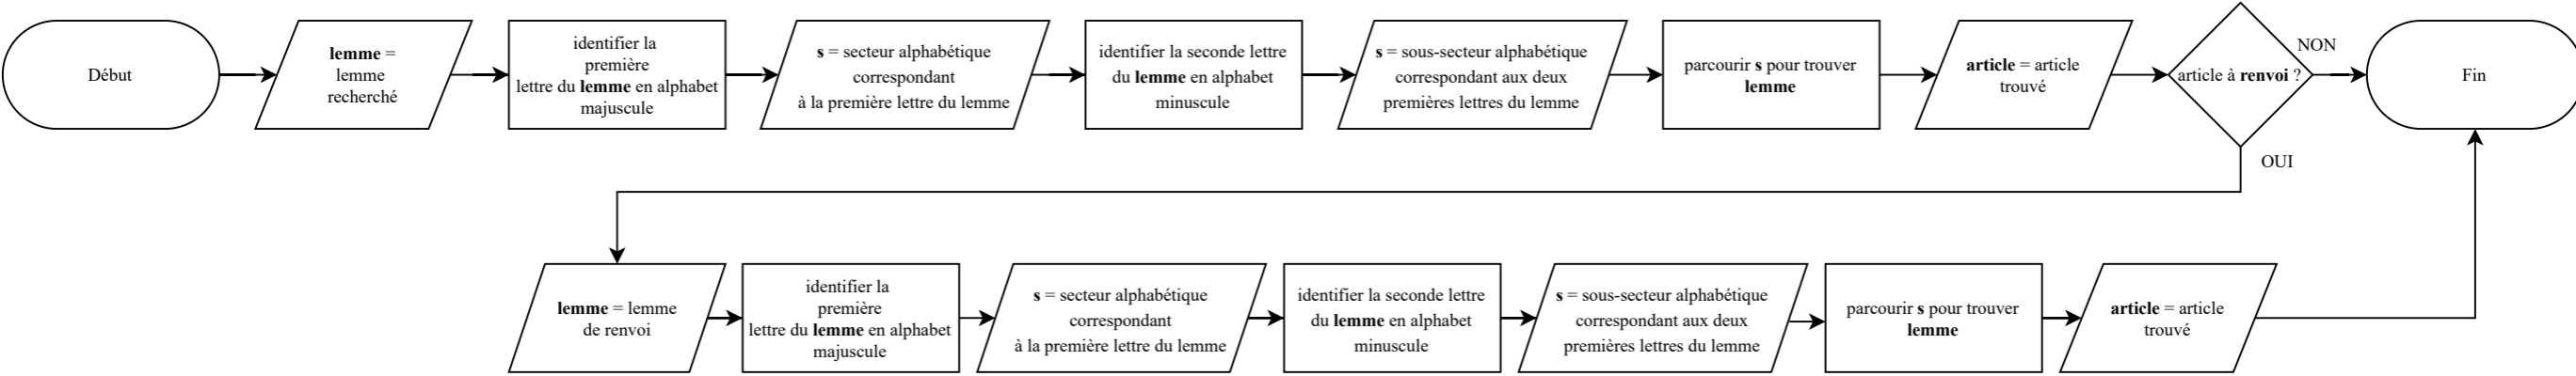 Début
lemme =
lemme
recherché
identifier la
première
lettre du lemme en alphabet
majuscule
s = secteur alphabétique
correspondant
à la première lettre du lemme
identifier la seconde lettre
du lemme en alphabet
minuscule
s = sous-secteur alphabétique
correspondant aux deux
premières lettres du lemme
parcourir s pour trouver
lemme
article = article
trouvé
article à renvoi ?
NON
Fin
OUI
lemme = lemme
de renvoi
identifier la
première
lettre du lemme en alphabet
majuscule
s = secteur alphabétique
correspondant
à la première lettre du lemme
identifier la seconde lettre
du lemme en alphabet
minuscule
s = sous-secteur alphabétique
correspondant aux deux
premières lettres du lemme
parcourir s pour trouver
lemme
article = article
trouvé